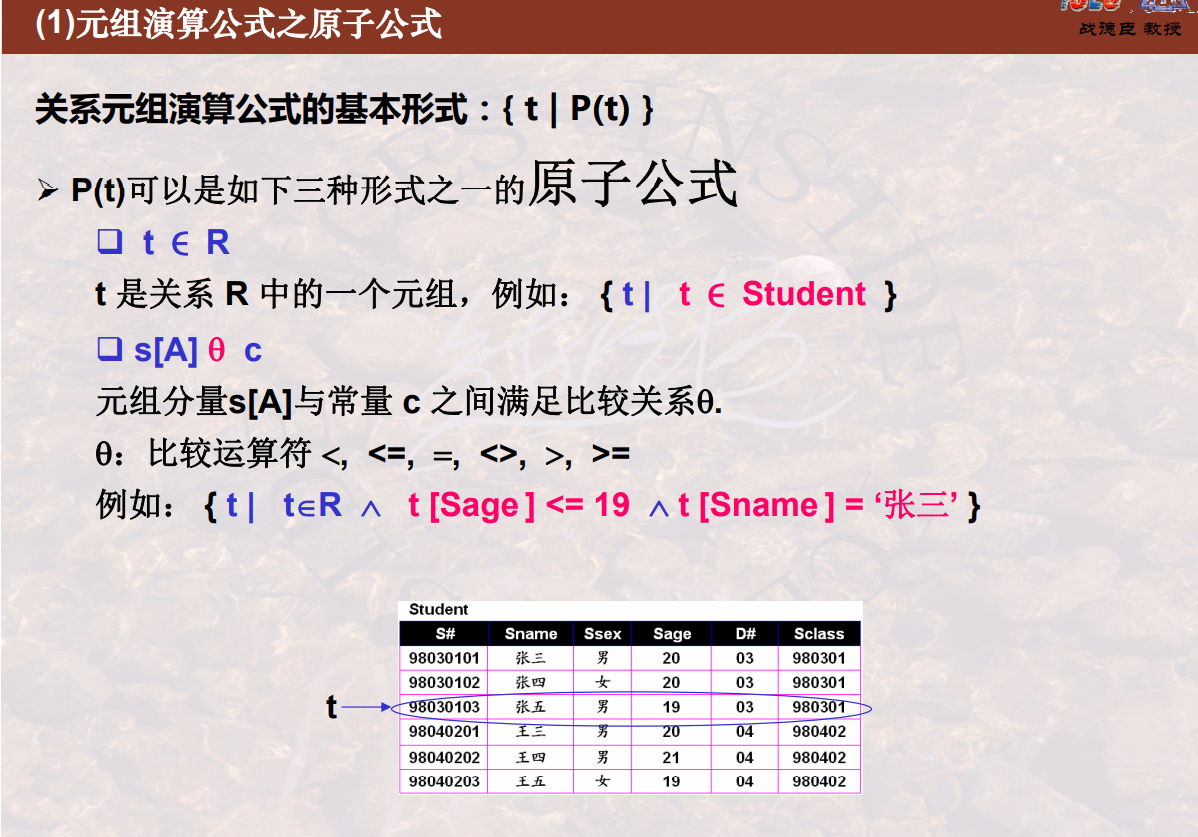 (1)元组演算公式之原子公式
战德臣 教授
关系元组演算公式的基本形式：{ t | P(t) }
➢ P(t)可以是如下三种形式之一的原子公式
❑ t ∈ R
t 是关系 R 中的一个元组，例如： { t | t ∈ Student }
❑ s[A] θ c
元组分量s[A]与常量 c 之间满足比较关系θ.
θ：比较运算符 <, <=, =, <>, >, >=
例如： { t | t∈R ∧ t [Sage ] <= 19 ∧ t [Sname ] = ‘张三’ }
Student
S# Sname Ssex Sage D# Sclass
98030101 张三 男 20 03 980301
98030102 张四 女 20 03 980301
t 98030103 张五 男 19 03 980301
98040201 王三 男 20 04 980402
98040202 王四 男 21 04 980402
98040203 王五 女 19 04 980402